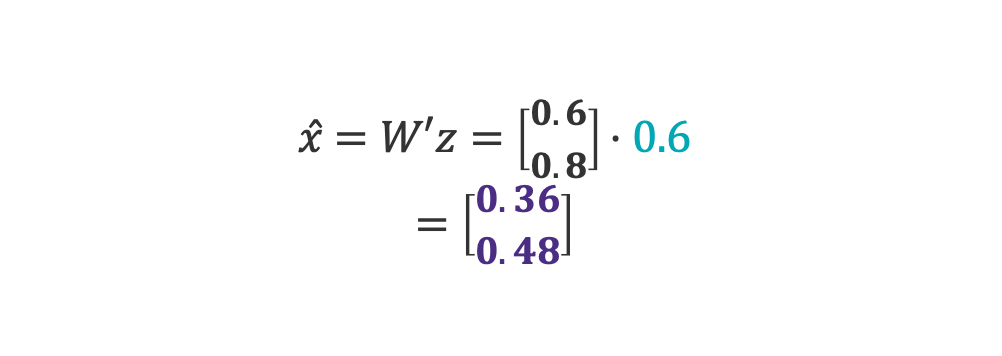 x̂ = W′z = [0.6 0.8] · 0.6
= [0.36 0.48]